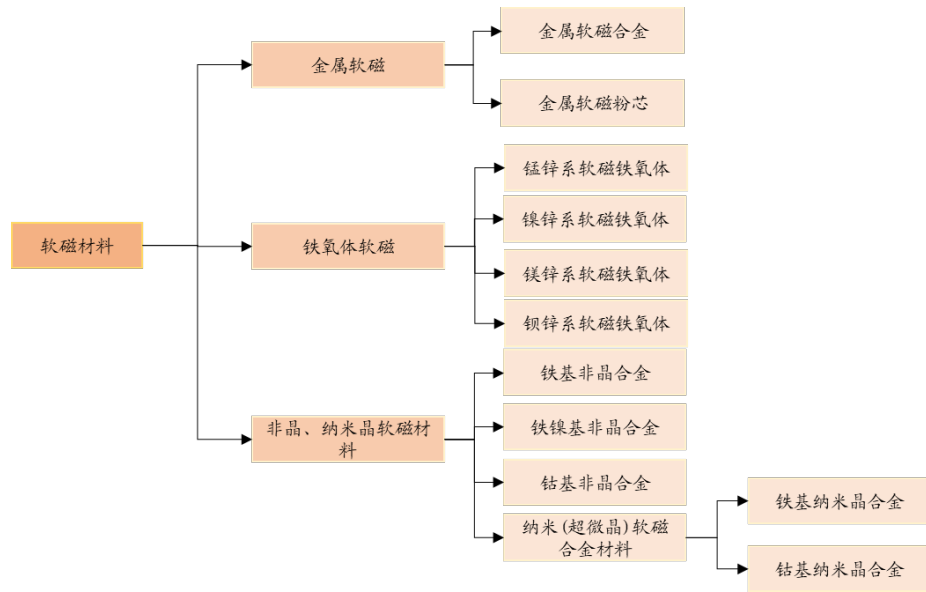 软磁材料
金属软磁
金属软磁合金
金属软磁粉芯
铁氧体软磁
锰锌系软磁铁氧体
镍锌系软磁铁氧体
镁锌系软磁铁氧体
钡锌系软磁铁氧体
非晶、纳米晶软磁材
料
铁基非晶合金
铁镍基非晶合金
钴基非晶合金
纳米(超微晶)软磁
合金材料
铁基纳米晶合金
钴基纳米晶合金